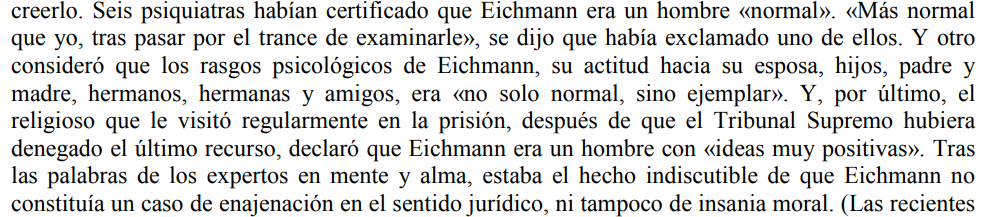 creerlo. Seis psiquiatras habían certificado que Eichmann era un hombre «normal». «Más normal
que yo, tras pasar por el trance de examinarle», se dijo que había exclamado uno de ellos. Y otro
consideró que los rasgos psicológicos de Eichmann, su actitud hacia su esposa, hijos, padre y
madre, hermanos, hermanas y amigos, era «no solo normal, sino ejemplar». Y, por último, el
religioso que le visitó regularmente en la prisión, después de que el Tribunal Supremo hubiera
denegado el último recurso, declaró que Eichmann era un hombre con «ideas muy positivas». Tras
las palabras de los expertos en mente y alma, estaba el hecho indiscutible de que Eichmann no
constituía un caso de enajenación en el sentido jurídico, ni tampoco de insania moral. (Las recientes